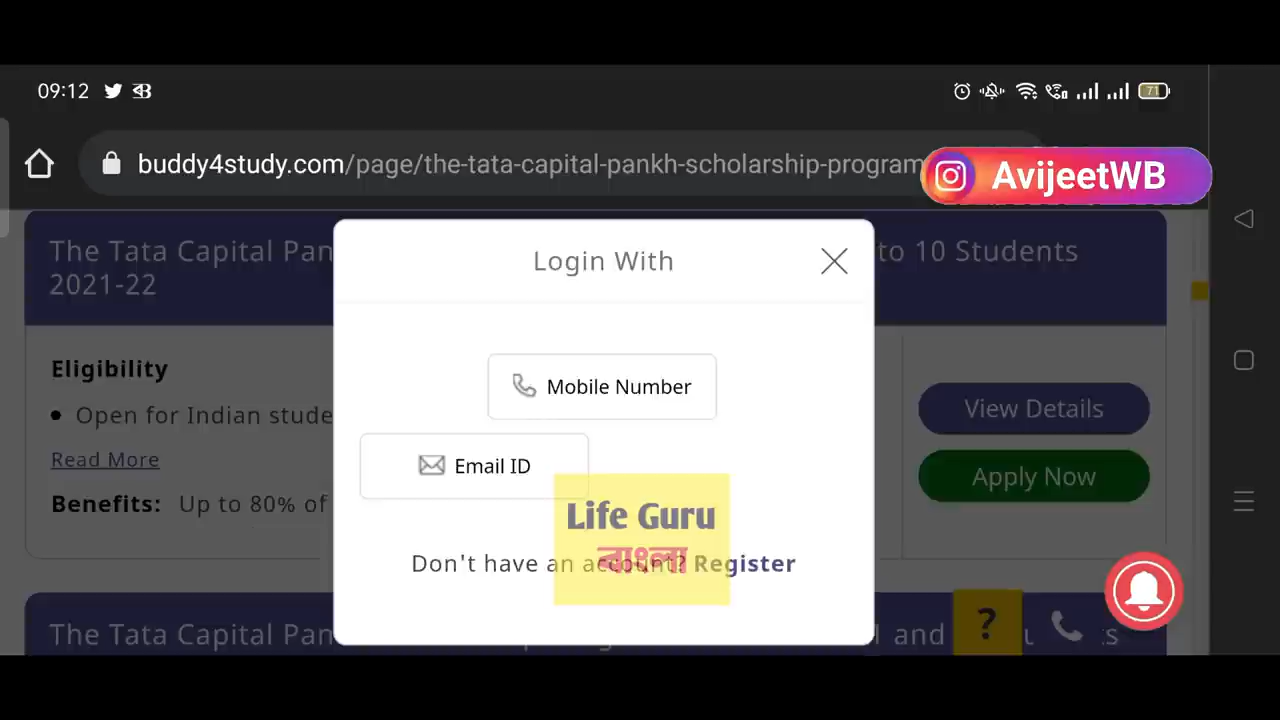 09:12
71
buddy4study.com/page/the-tata-capital-pankh-scholarship-program
AvijeetWB
The Tata Capital Pan to 10 Students
2021-22
Login With
Eligibility
Open for Indian stude
Read More
Benefits: Up to 80% of
Mobile Number
Email ID
View Details
Apply Now
Life Guru
বাংলা
Don't have an account? Register
The Tata Capital Pan and
?